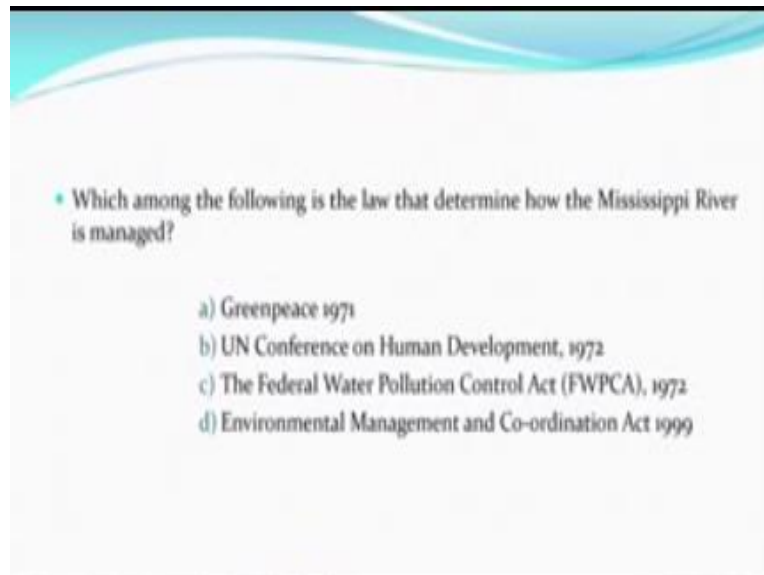 • Which among the following is the law that determine how the Mississippi River
is managed?
a) Greenpeace 1971
b) UN Conference on Human Development, 1972
c) The Federal Water Pollution Control Act (FWPCA), 1972
d) Environmental Management and Co-ordination Act 1999